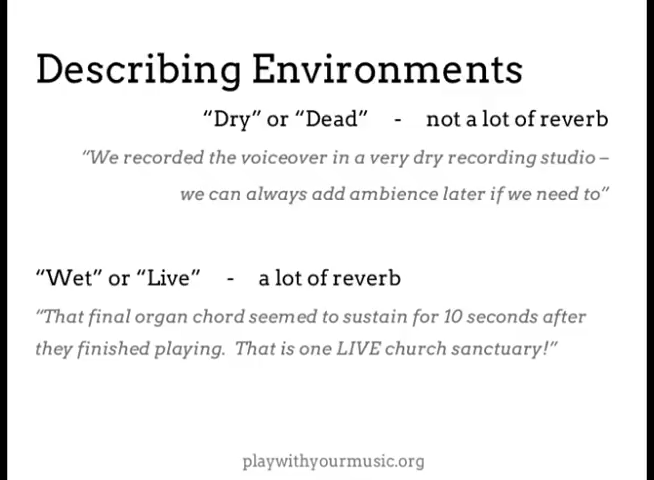 Describing Environments
“Dry” or “Dead” - not a lot of reverb
“We recorded the voiceover in a very dry recording studio –
we can always add ambience later if we need to”
“Wet” or “Live” - a lot of reverb
“That final organ chord seemed to sustain for 10 seconds after
they finished playing. That is one LIVE church sanctuary!”
playwithyourmusic.org